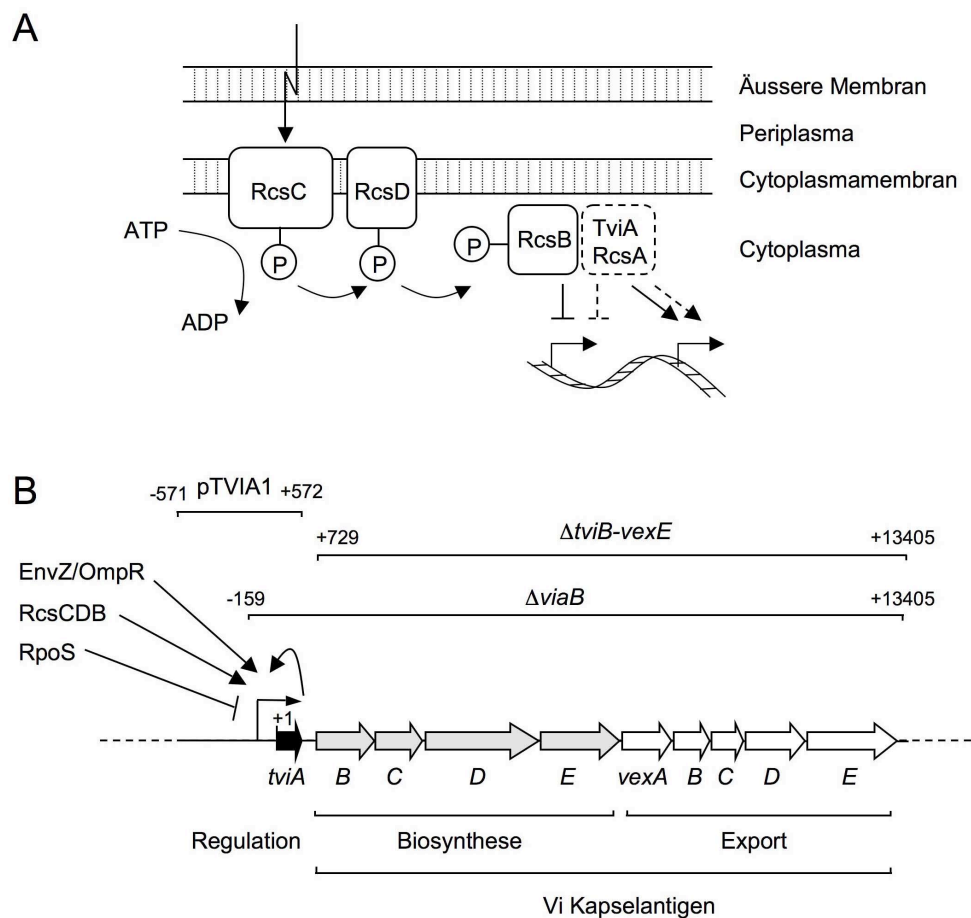 A
Äussere Membran
Periplasma
RcsC
RcsD
Cytoplasmamembran
ATP
P
P
P
RcsB
TviA
RcsA
Cytoplasma
ADP
B
-571 pTVIA1 +572
+729 ΔtviB-vexE +13405
EnvZ/OmpR
-159 ΔviaB +13405
RcsCDB
RpoS
+1
tviA B C D E vexA B C D E
Regulation Biosynthese Export
Vi Kapselantigen